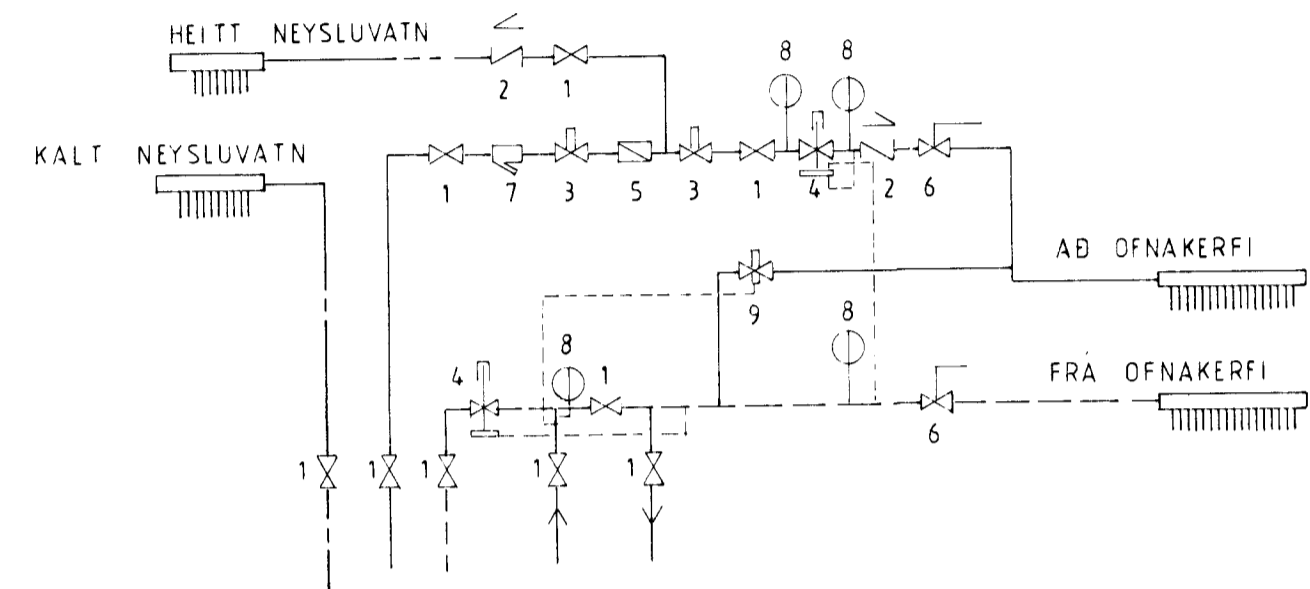 HEITT NEYSLUVATN
8 8
2 1
KALT NEYSLUVATN
1 7 3 5 3 1 4 2 6
AÐ OFNAKERFI
9
8
8
4 1
FRÁ OFNAKERFI
6
1 1 1 1 1